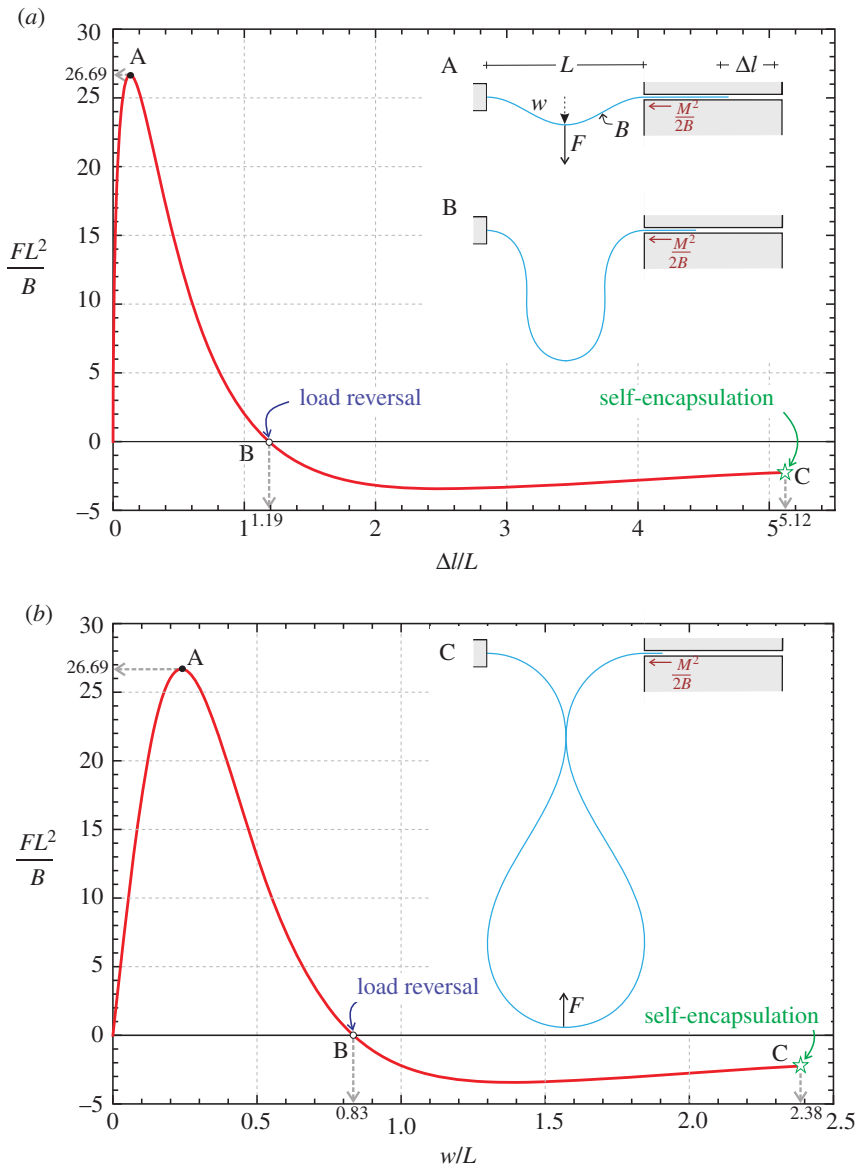 (a)
30
A
26.69
25
20
15
10
5
0
−5
FL²/B
A
L
Δl
w
B
F
M²/2B
B
M²/2B
load reversal
B
self-encapsulation
C
0
1
1.19
2
3
4
5
5.12
Δl/L
(b)
30
A
26.69
25
20
15
10
5
0
−5
FL²/B
C
M²/2B
F
load reversal
B
self-encapsulation
C
0
0.5
0.83
1.0
1.5
2.0
2.38
2.5
w/L